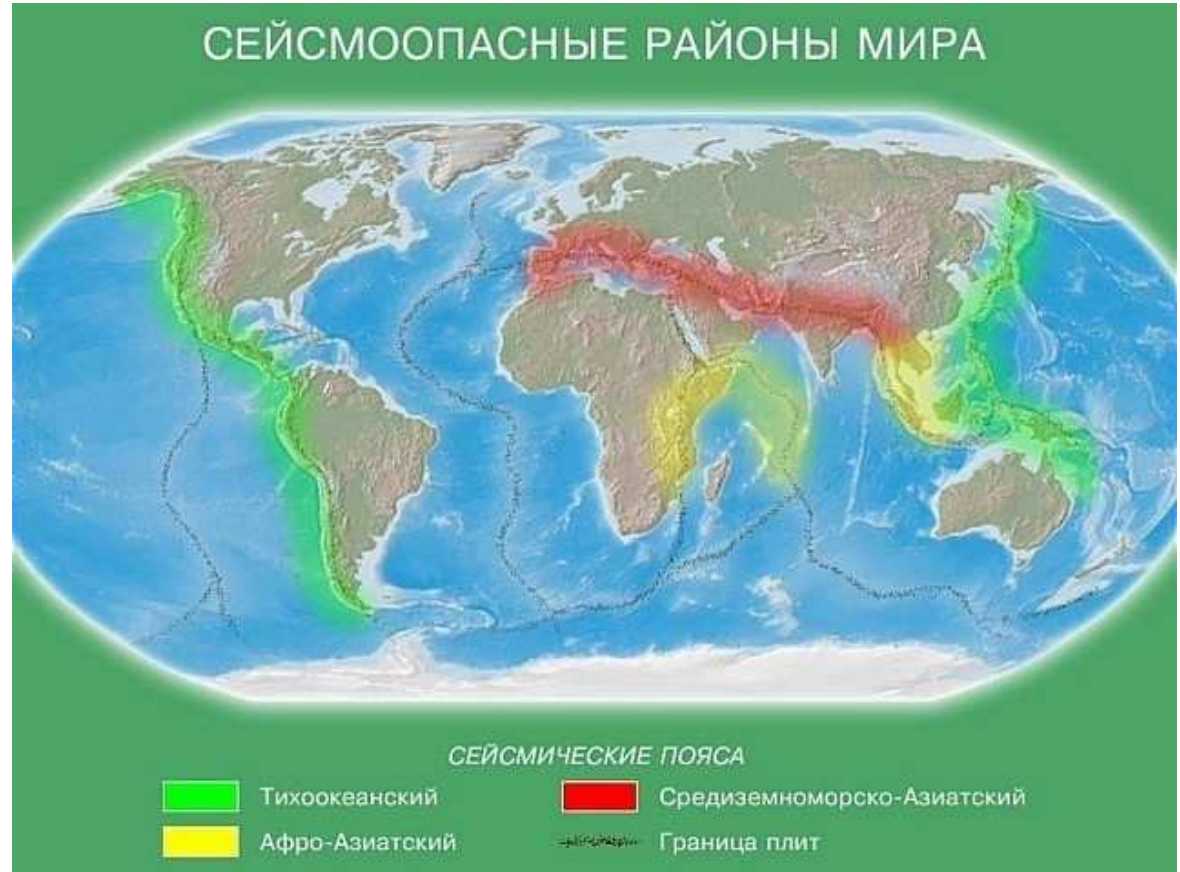 СЕЙСМООПАСНЫЕ РАЙОНЫ МИРА
СЕЙСМИЧЕСКИЕ ПОЯСА
Тихоокеанский
Средиземноморско-Азиатский
Афро-Азиатский
Граница плит